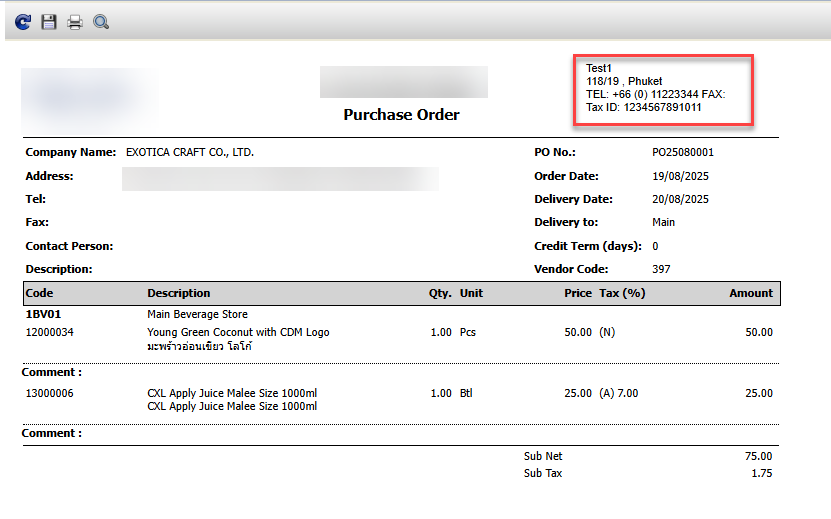 Test1
118/19 , Phuket
TEL: +66 (0) 11223344 FAX:
Tax ID: 1234567891011
Purchase Order
Company Name: EXOTICA CRAFT CO., LTD. PO No.: PO25080001
Address: Order Date: 19/08/2025
Tel: Delivery Date: 20/08/2025
Fax: Delivery to: Main
Contact Person: Credit Term (days): 0
Description: Vendor Code: 397
Code Description Qty. Unit Price Tax (%) Amount
1BV01 Main Beverage Store
12000034 Young Green Coconut with CDM Logo 1.00 Pcs 50.00 (N) 50.00
มะพร้าวอ่อนเขียว โลโก้
Comment :
13000006 CXL Apply Juice Malee Size 1000ml 1.00 Btl 25.00 (A) 7.00 25.00
CXL Apply Juice Malee Size 1000ml
Comment :
Sub Net 75.00
Sub Tax 1.75